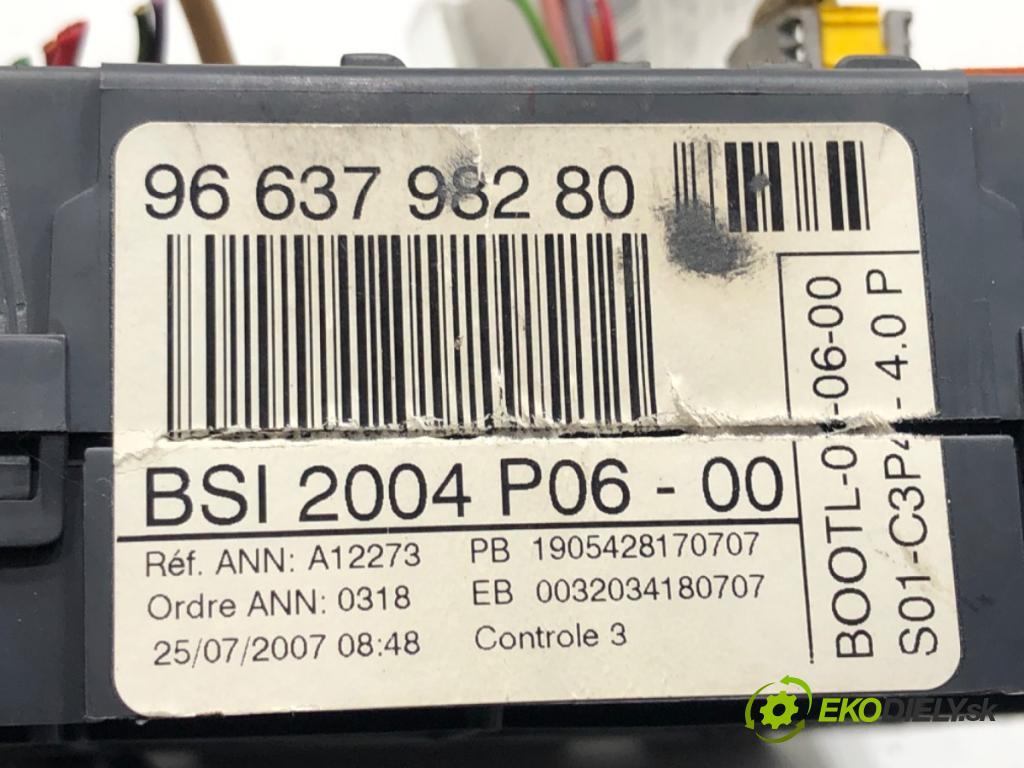 96 637 982 80
BSI 2004 P06 - 00
Réf. ANN: A12273
PB 1905428170707
Ordre ANN: 0318
EB 0032034180707
25/07/2007 08:48
Controle 3
BOOTL-0 -06-00
S01-C3P4 - 4.0 P
EKODIELY.sk